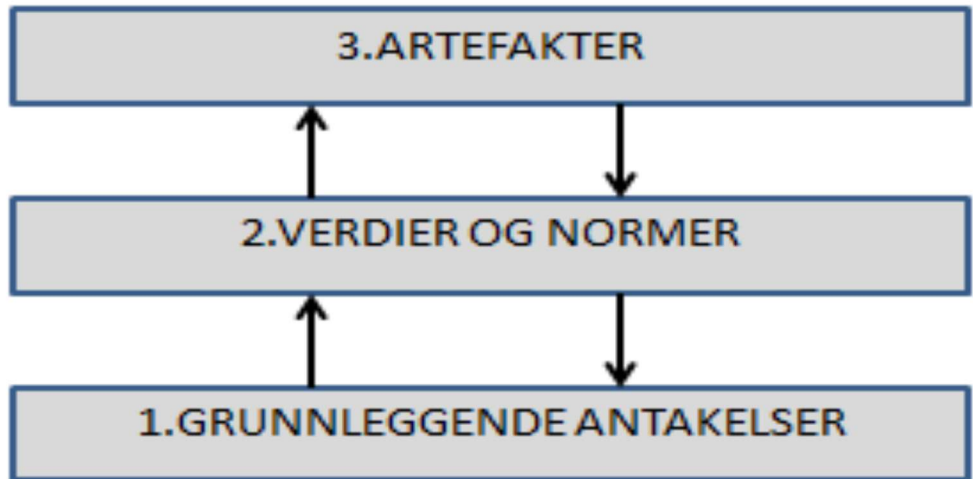 3.ARTEFAKTER
2.VERDIER OG NORMER
1.GRUNNLEGGENDE ANTAKELSER